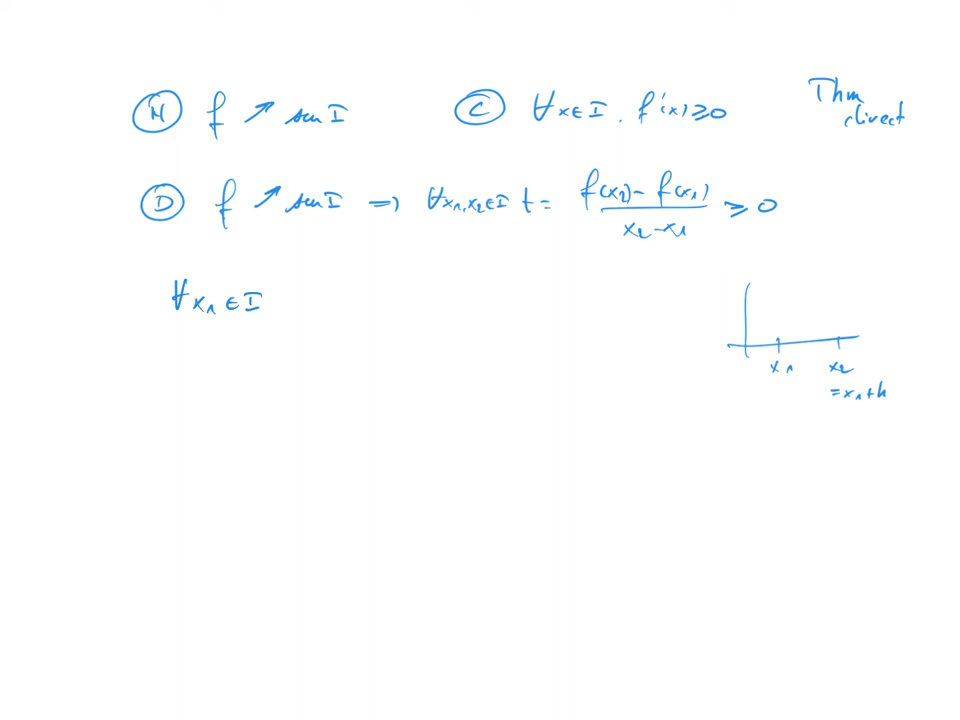 Ⓗ f ↗ sur I Ⓒ ∀x∈I . f'(x) ≥ 0 Thm direct
Ⓓ f ↗ sur I ⇒ ∀x₁,x₂∈I t = (f(x₂) − f(x₁))/(x₂ − x₁) ≥ 0
∀x₁ ∈ I
x₁ x₂
= x₁ + h